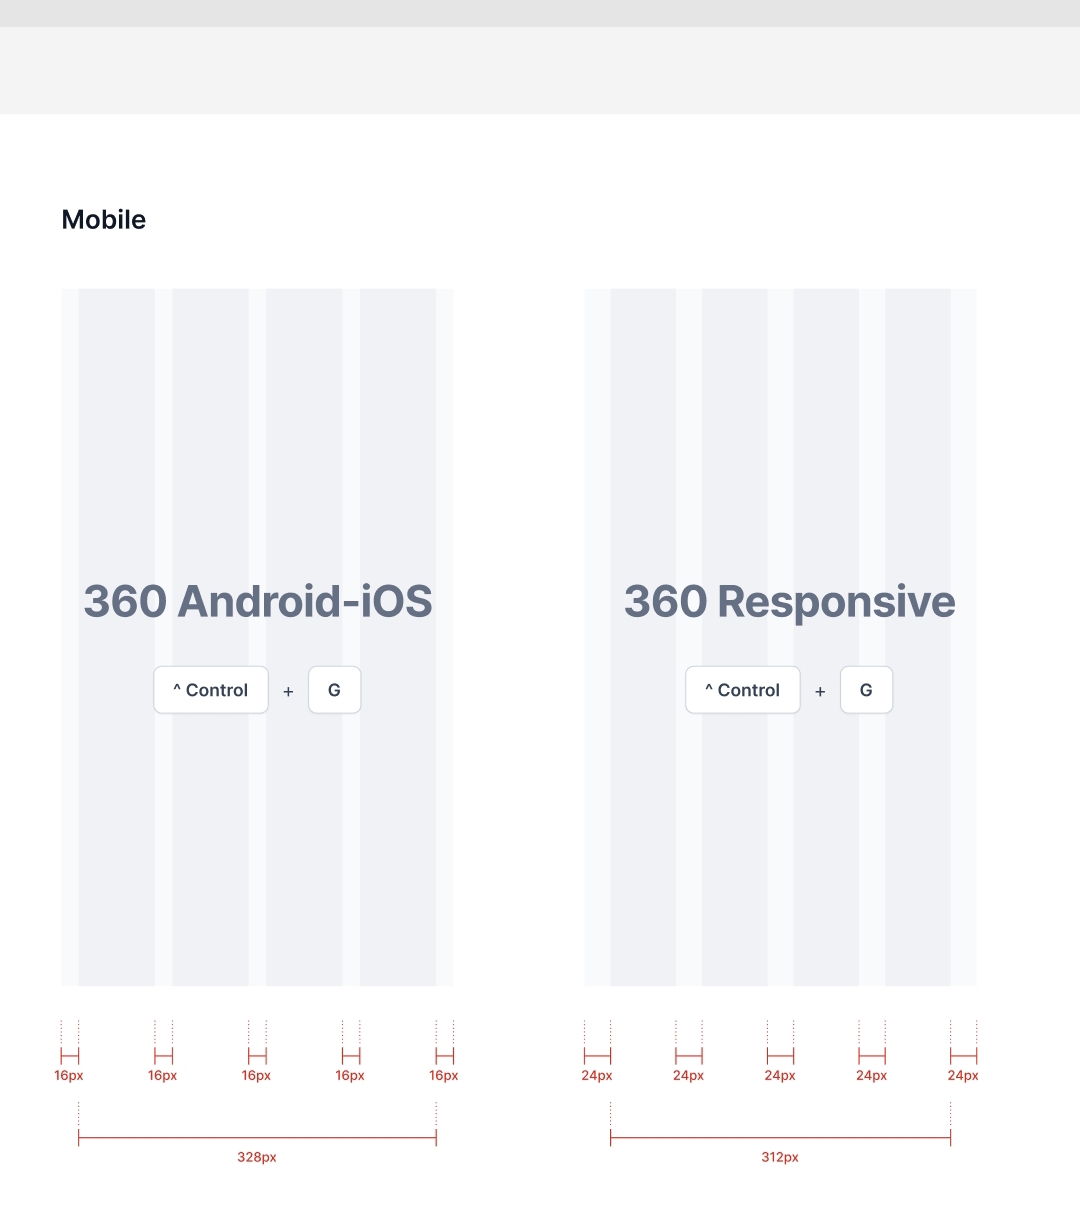 Mobile
360 Android-iOS
^ Control + G
16px 16px 16px 16px 16px
328px
360 Responsive
^ Control + G
24px 24px 24px 24px 24px
312px